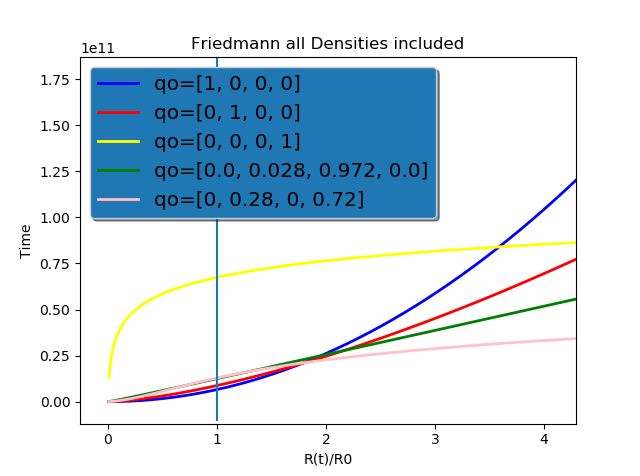 Friedmann all Densities included
1e11
1.75
1.50
1.25
1.00
0.75
0.50
0.25
0.00
Time
qo=[1, 0, 0, 0]
qo=[0, 1, 0, 0]
qo=[0, 0, 0, 1]
qo=[0.0, 0.028, 0.972, 0.0]
qo=[0, 0.28, 0, 0.72]
0 1 2 3 4
R(t)/R0